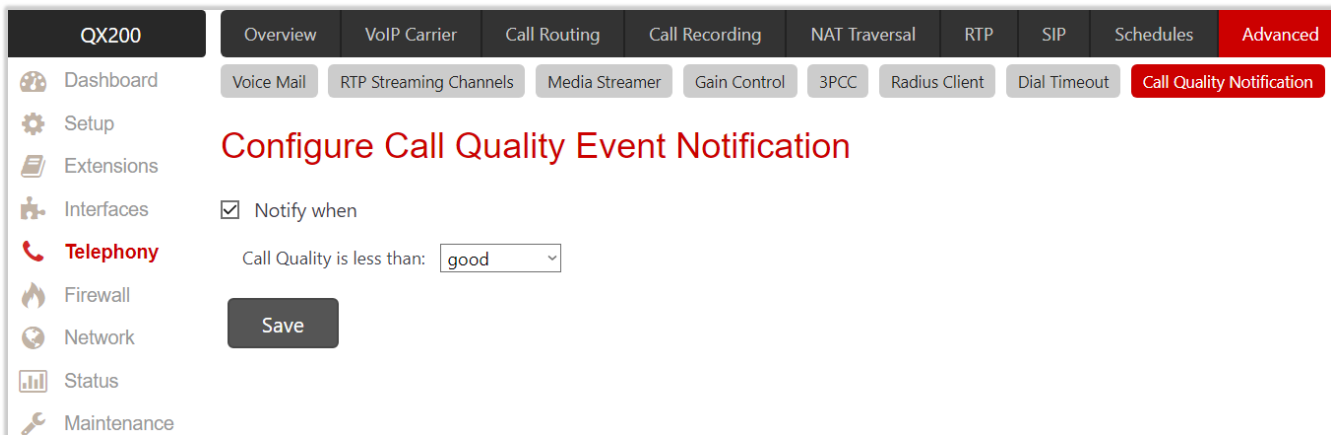 QX200 Overview VoIP Carrier Call Routing Call Recording NAT Traversal RTP SIP Schedules Advanced
Dashboard Voice Mail RTP Streaming Channels Media Streamer Gain Control 3PCC Radius Client Dial Timeout Call Quality Notification
Setup
Configure Call Quality Event Notification
Extensions
Interfaces Notify when
Telephony Call Quality is less than: good
Firewall
Save
Network
Status
Maintenance